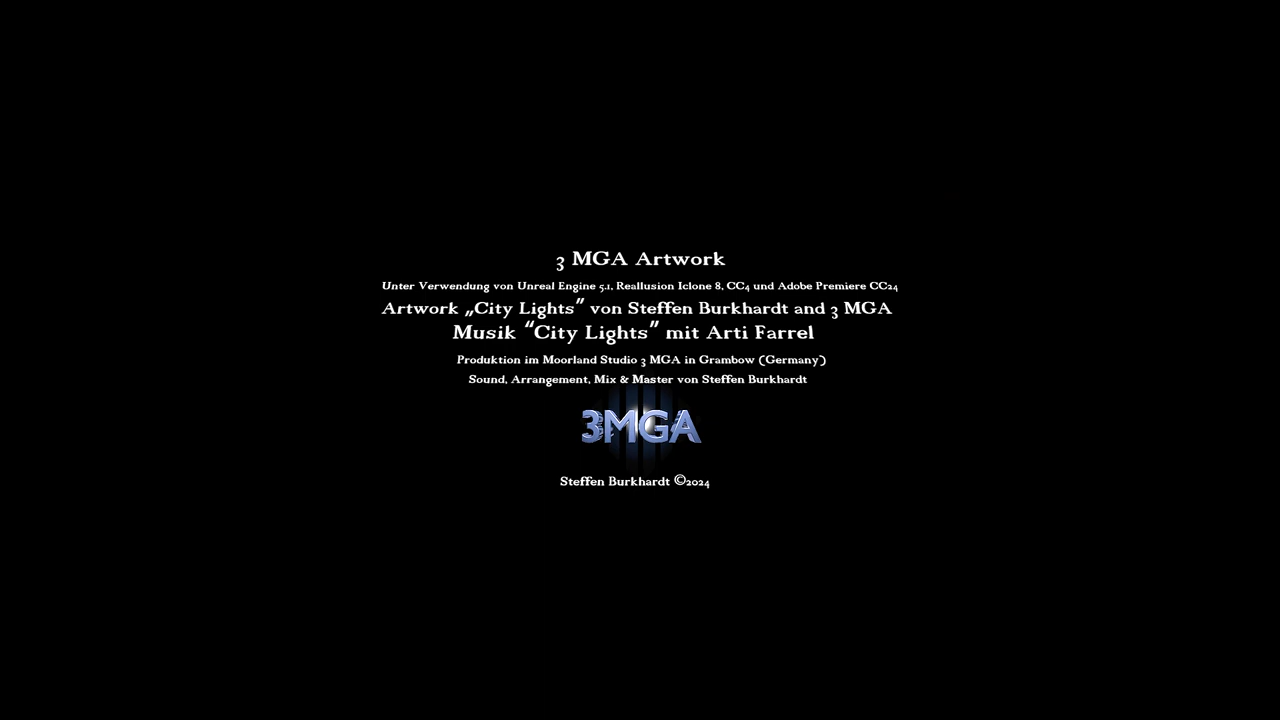 3 MGA Artwork
Unter Verwendung von Unreal Engine 5.1, Reallusion Iclone 8, CC4 und Adobe Premiere CC24
Artwork „City Lights” von Steffen Burkhardt and 3 MGA
Musik “City Lights” mit Arti Farrel
Produktion im Moorland Studio 3 MGA in Grambow (Germany)
Sound, Arrangement, Mix & Master von Steffen Burkhardt
3MGA
Steffen Burkhardt ©2024